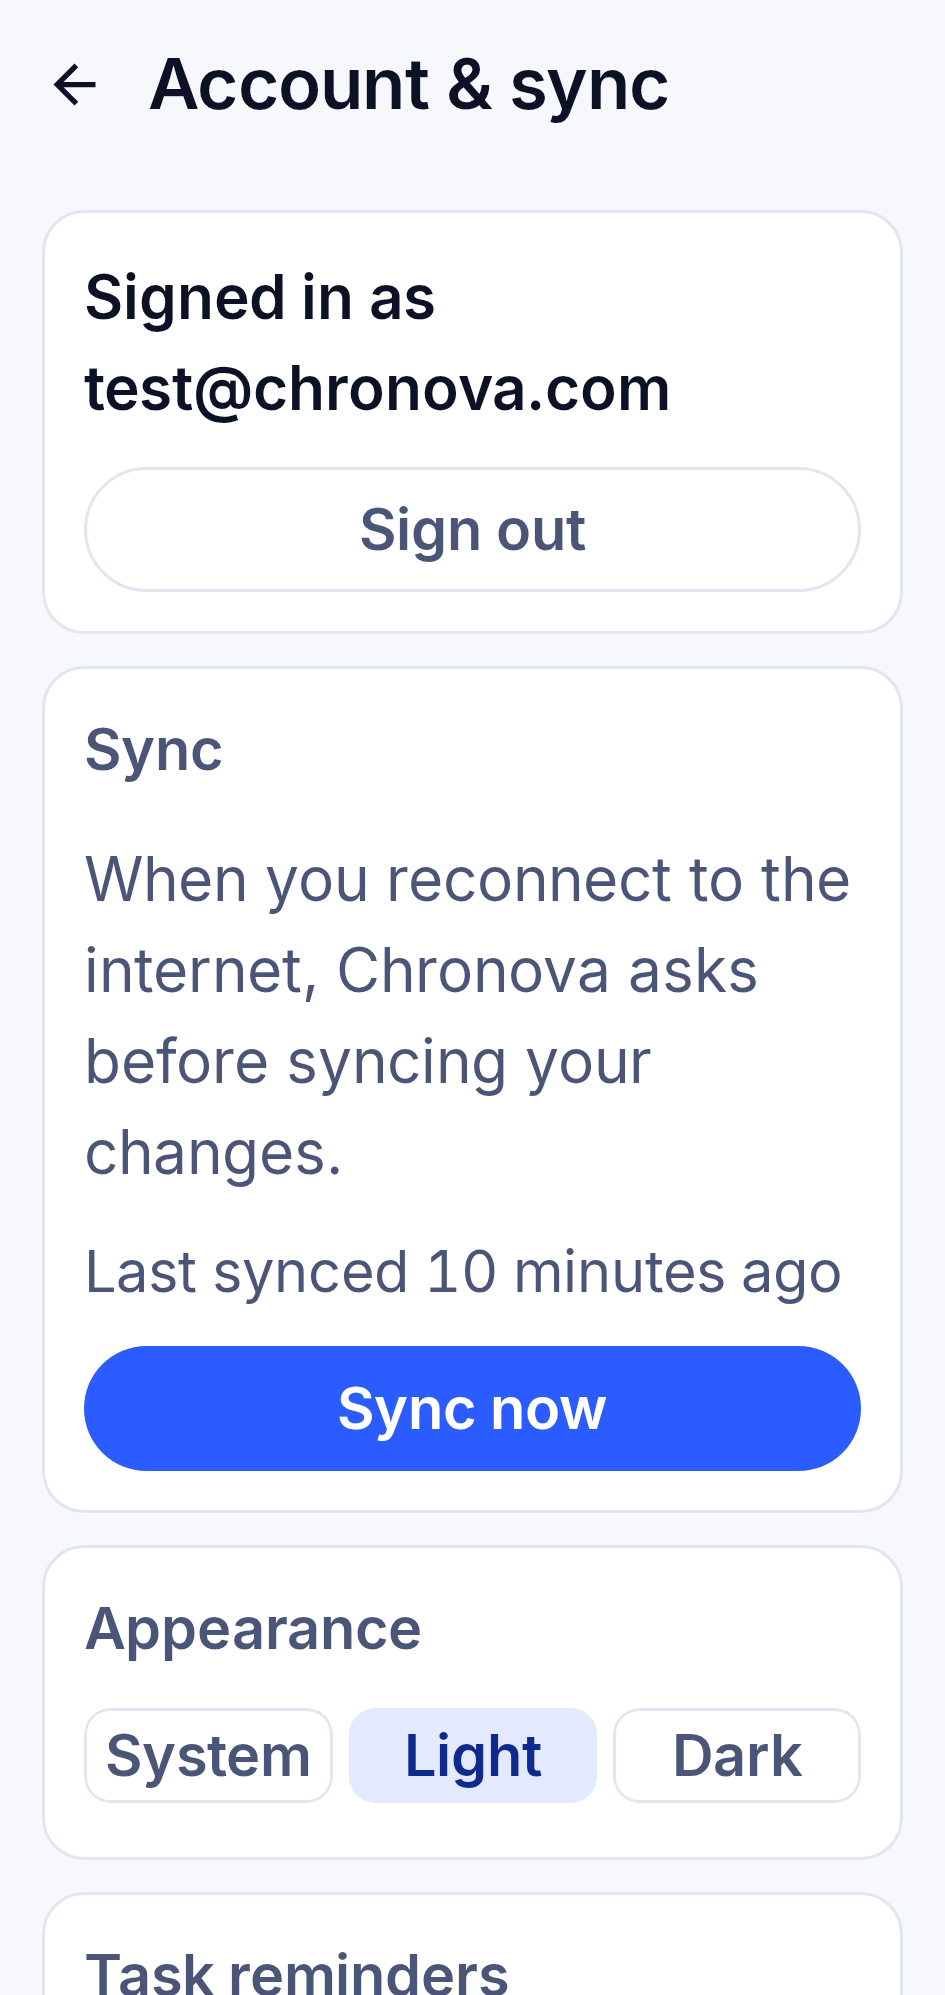 Account & sync
Signed in as
test@chronova.com
Sign out
Sync
When you reconnect to the
internet, Chronova asks
before syncing your
changes.
Last synced 10 minutes ago
Sync now
Appearance
System Light Dark
Task reminders